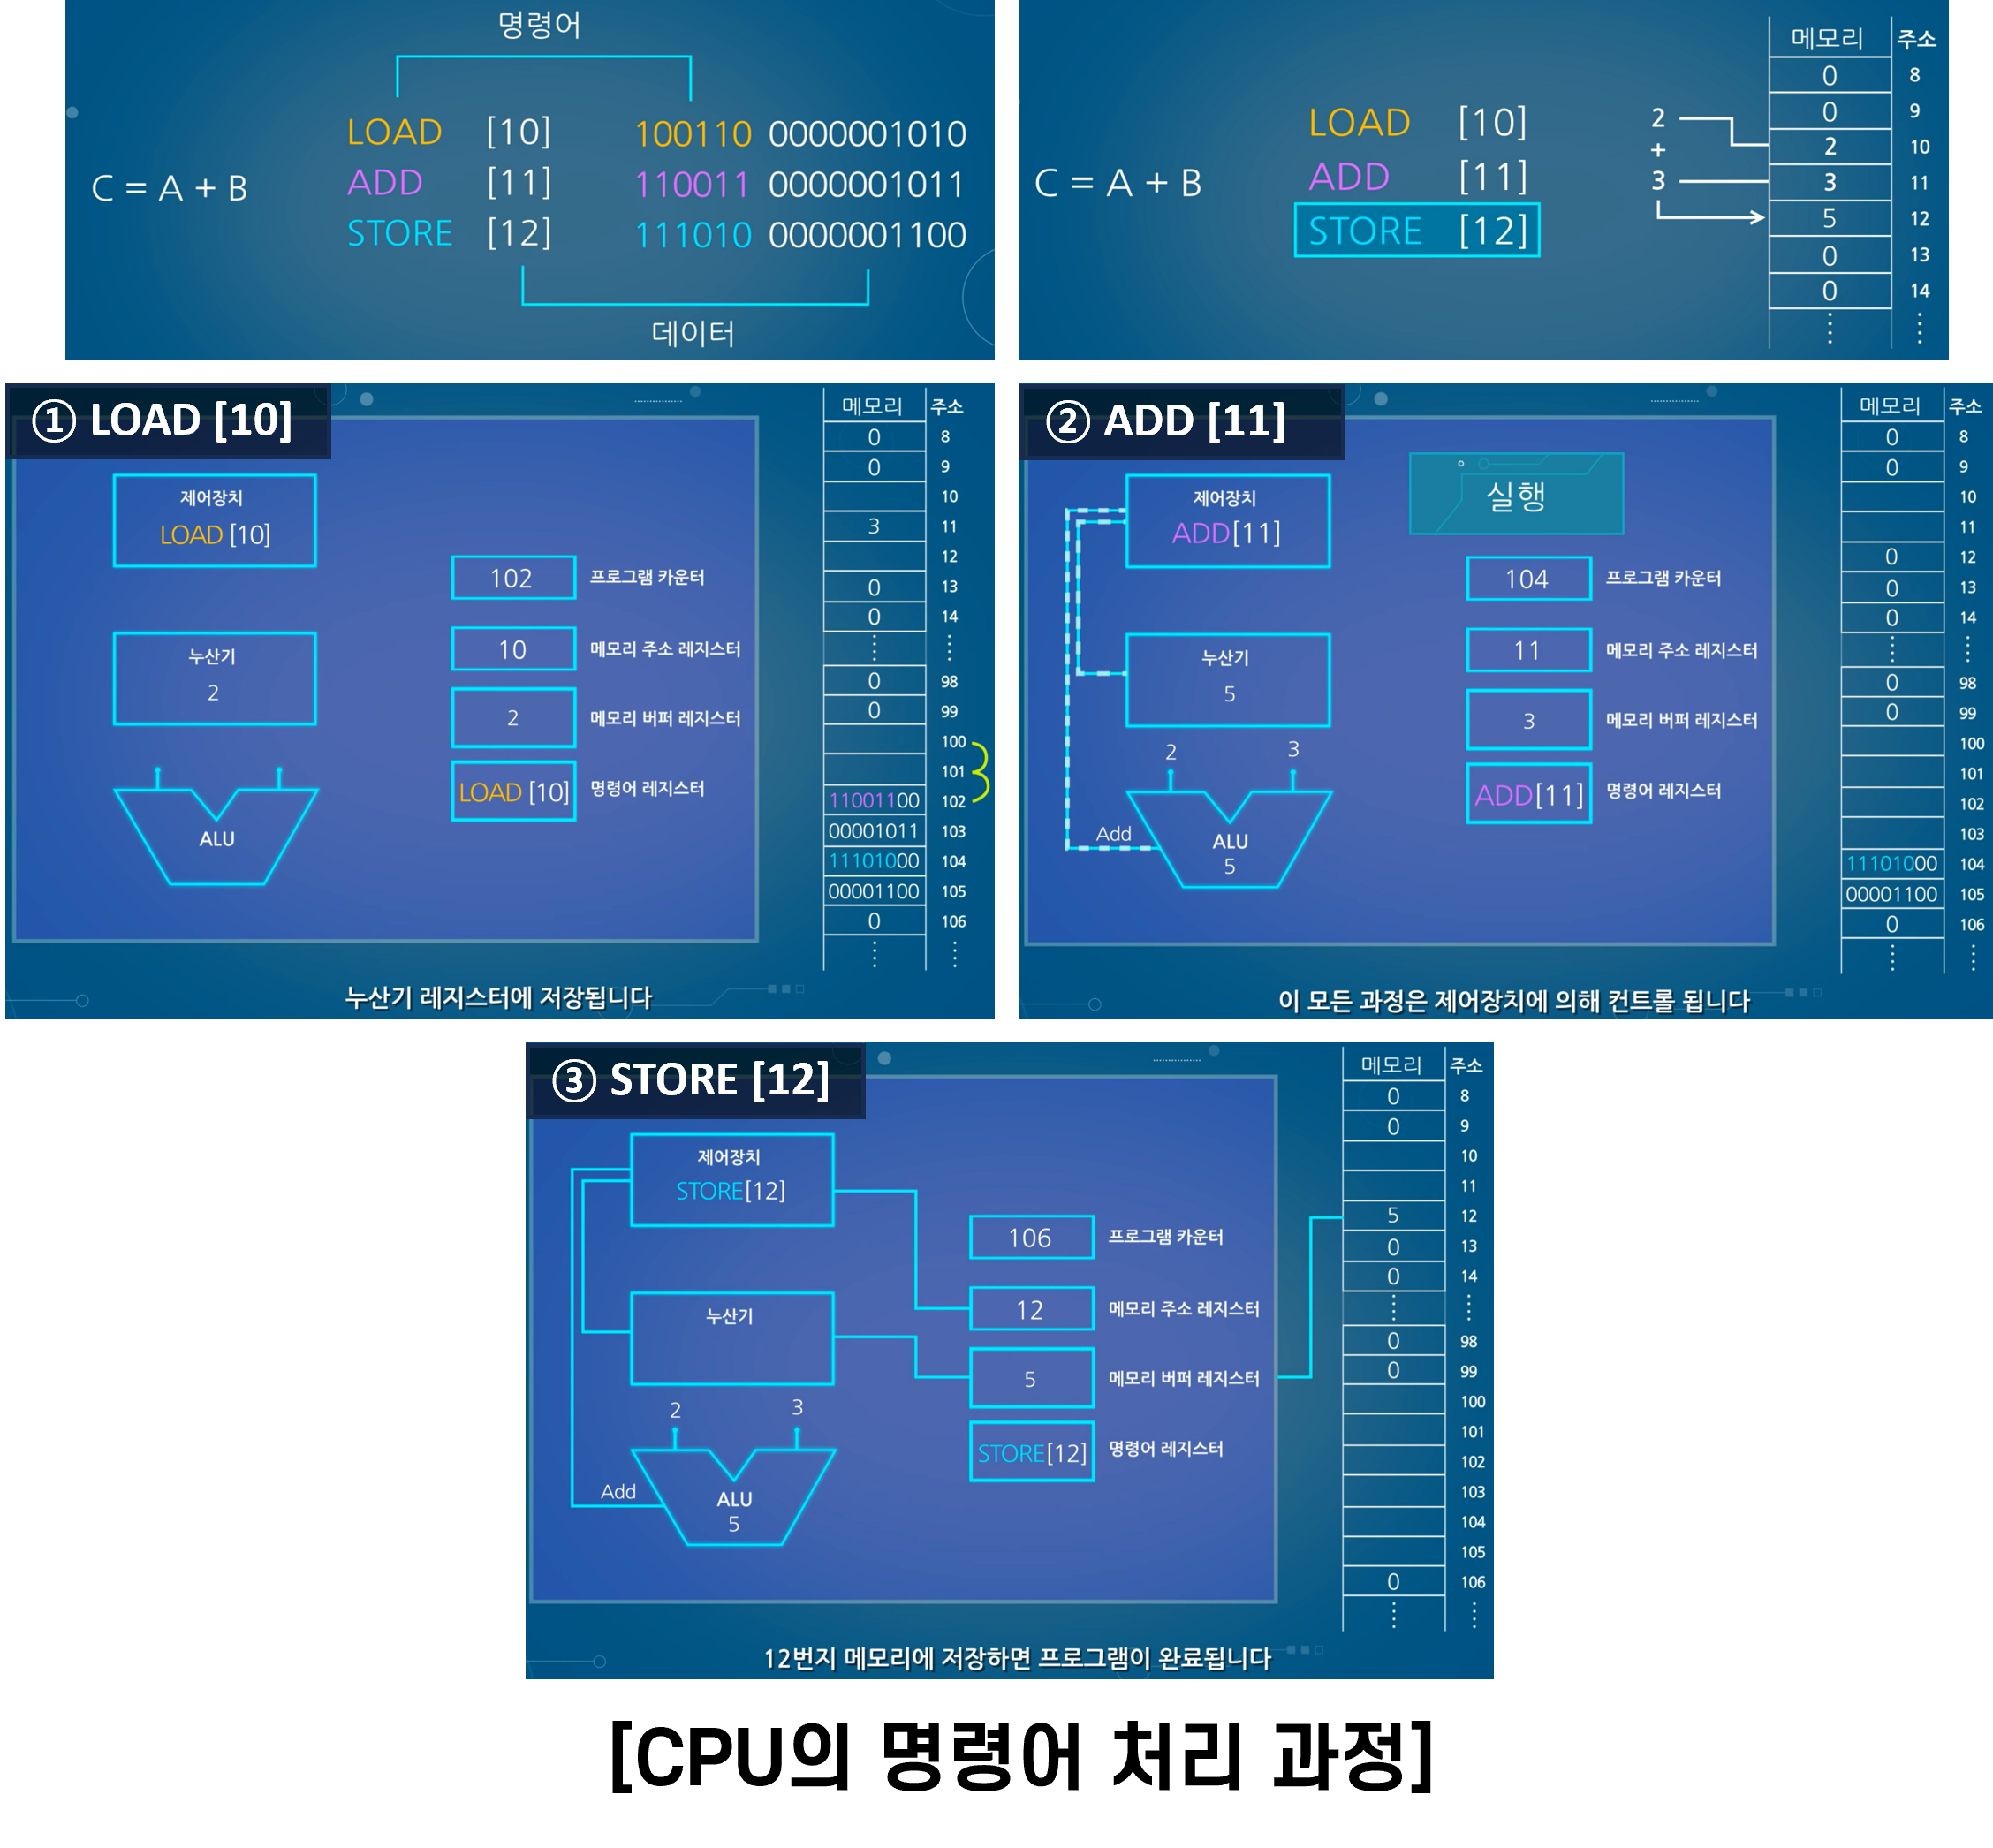 명령어
LOAD [10] 100110 0000001010
C = A + B ADD [11] 110011 0000001011
STORE [12] 111010 0000001100
데이터
메모리 주소
0 8
0 9
LOAD [10] 2 2 10
+
C = A + B ADD [11] 3 3 11
STORE [12] 5 12
0 13
0 14
① LOAD [10]
제어장치
LOAD [10]
누산기
2
ALU
102 프로그램 카운터
10 메모리 주소 레지스터
2 메모리 버퍼 레지스터
LOAD [10] 명령어 레지스터
메모리 주소
0 8
0 9
10
3 11
12
0 13
0 14
0 98
0 99
100
101
11001100 102
00001011 103
11101000 104
00001100 105
0 106
누산기 레지스터에 저장됩니다
② ADD [11]
실행
제어장치
ADD[11]
누산기
5
2 3
Add
ALU
5
104 프로그램 카운터
11 메모리 주소 레지스터
3 메모리 버퍼 레지스터
ADD[11] 명령어 레지스터
메모리 주소
0 8
0 9
10
11
0 12
0 13
0 14
0 98
0 99
100
101
102
103
11101000 104
00001100 105
0 106
이 모든 과정은 제어장치에 의해 컨트롤 됩니다
③ STORE [12]
제어장치
STORE[12]
누산기
2 3
Add
ALU
5
106 프로그램 카운터
12 메모리 주소 레지스터
5 메모리 버퍼 레지스터
STORE[12] 명령어 레지스터
메모리 주소
0 8
0 9
10
11
5 12
0 13
0 14
0 98
0 99
100
101
102
103
104
105
0 106
12번지 메모리에 저장하면 프로그램이 완료됩니다
[CPU의 명령어 처리 과정]